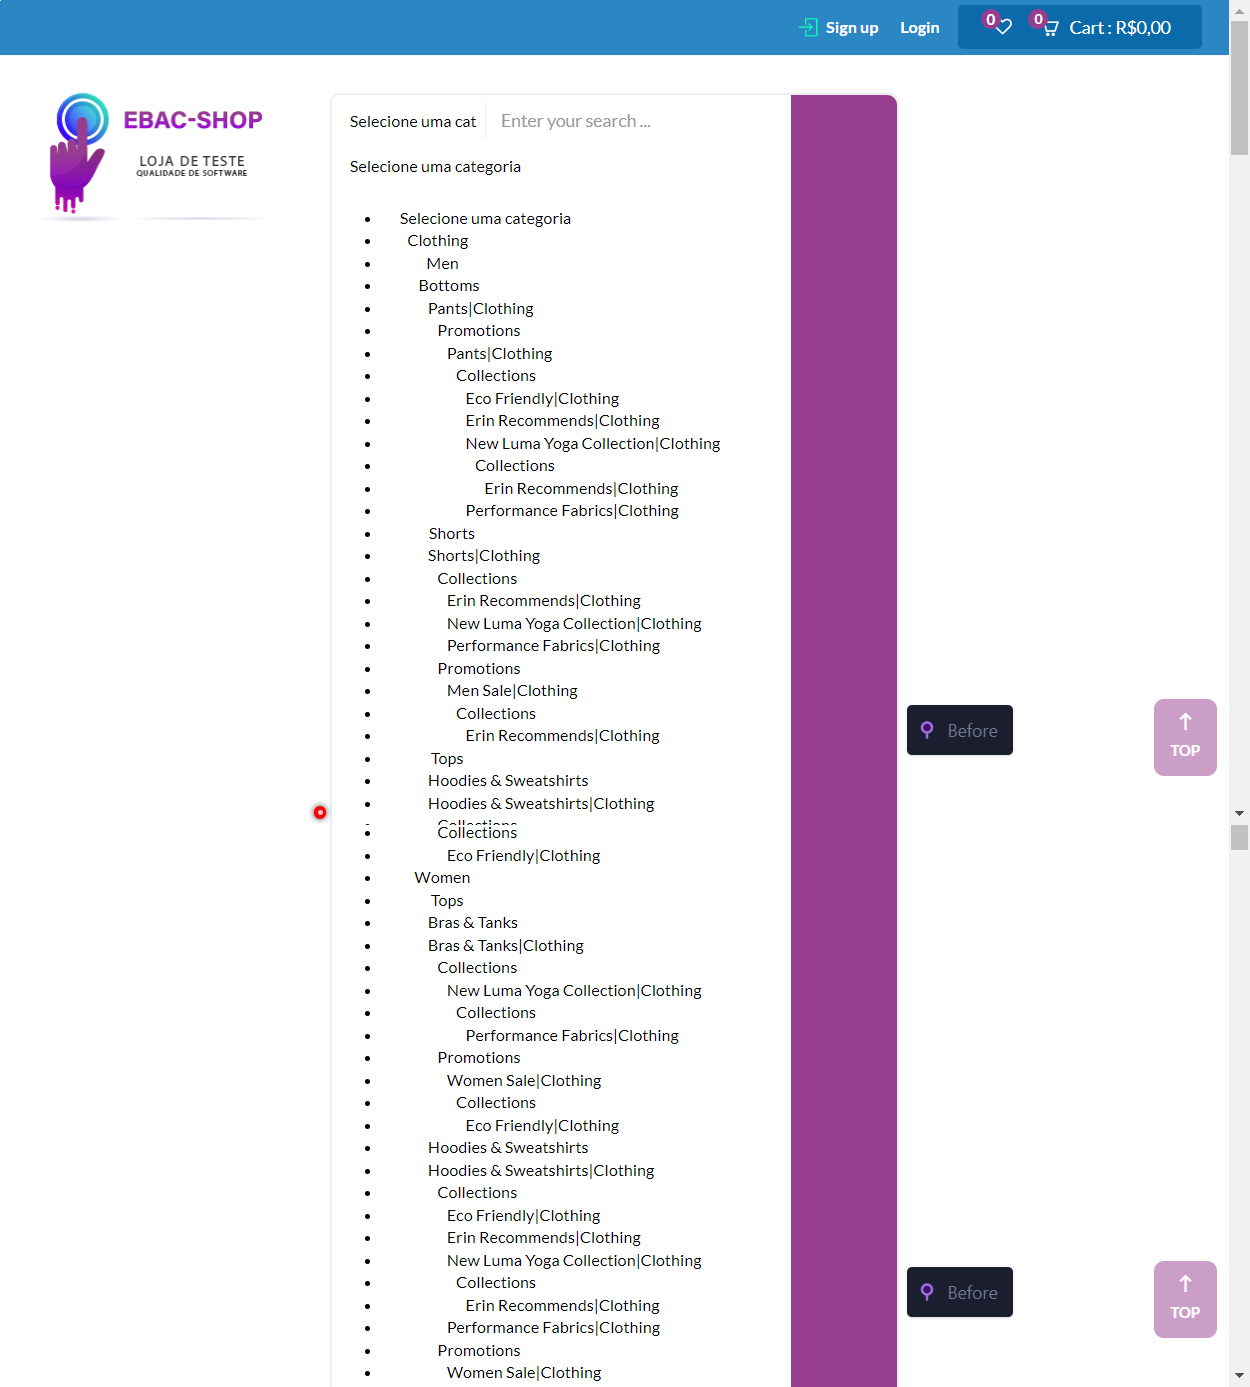 Sign up Login 0 0 Cart : R$0,00
EBAC-SHOP
LOJA DE TESTE
QUALIDADE DE SOFTWARE
Selecione uma cat Enter your search ...
Selecione uma categoria
Selecione uma categoria
Clothing
Men
Bottoms
Pants|Clothing
Promotions
Pants|Clothing
Collections
Eco Friendly|Clothing
Erin Recommends|Clothing
New Luma Yoga Collection|Clothing
Collections
Erin Recommends|Clothing
Performance Fabrics|Clothing
Shorts
Shorts|Clothing
Collections
Erin Recommends|Clothing
New Luma Yoga Collection|Clothing
Performance Fabrics|Clothing
Promotions
Men Sale|Clothing
Collections
Erin Recommends|Clothing
Before
TOP
Tops
Hoodies & Sweatshirts
Hoodies & Sweatshirts|Clothing
Collections
Collections
Eco Friendly|Clothing
Women
Tops
Bras & Tanks
Bras & Tanks|Clothing
Collections
New Luma Yoga Collection|Clothing
Collections
Performance Fabrics|Clothing
Promotions
Women Sale|Clothing
Collections
Eco Friendly|Clothing
Hoodies & Sweatshirts
Hoodies & Sweatshirts|Clothing
Collections
Eco Friendly|Clothing
Erin Recommends|Clothing
New Luma Yoga Collection|Clothing
Collections
Erin Recommends|Clothing
Before
TOP
Performance Fabrics|Clothing
Promotions
Women Sale|Clothing